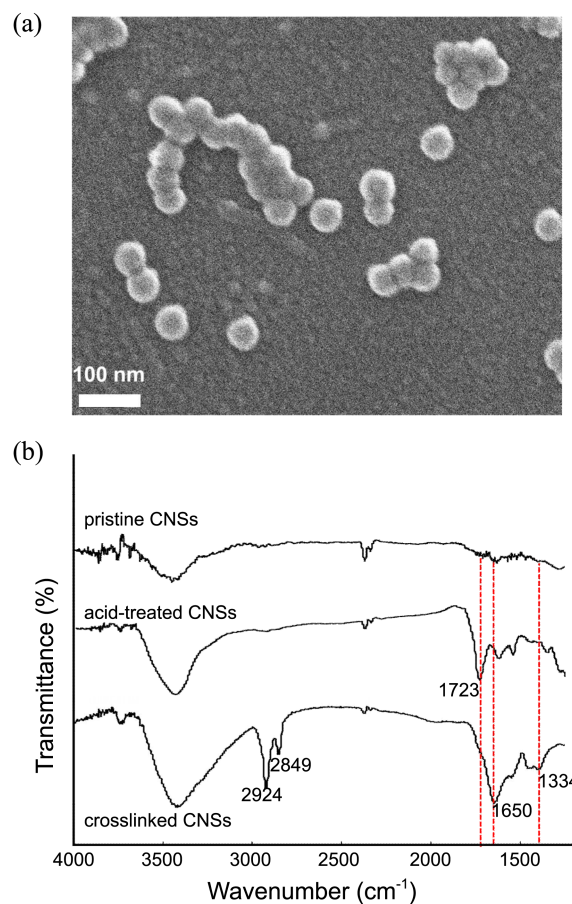 (a)
100 nm
(b)
pristine CNSs
acid-treated CNSs
1723
2849
2924
1334
1650
crosslinked CNSs
4000 3500 3000 2500 2000 1500
Wavenumber (cm⁻¹)
Transmittance (%)